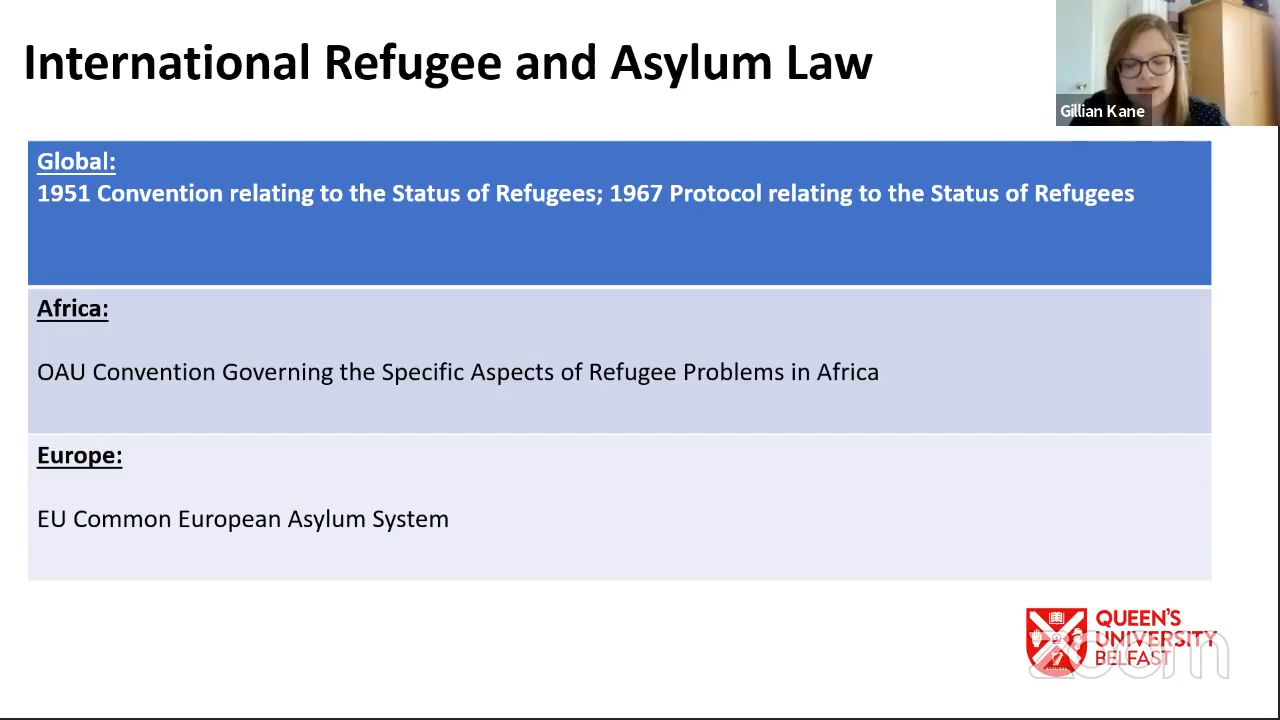 International Refugee and Asylum Law
Gillian Kane
Global:
1951 Convention relating to the Status of Refugees; 1967 Protocol relating to the Status of Refugees
Africa:
OAU Convention Governing the Specific Aspects of Refugee Problems in Africa
Europe:
EU Common European Asylum System
QUEEN'S
UNIVERSITY
BELFAST
zoom